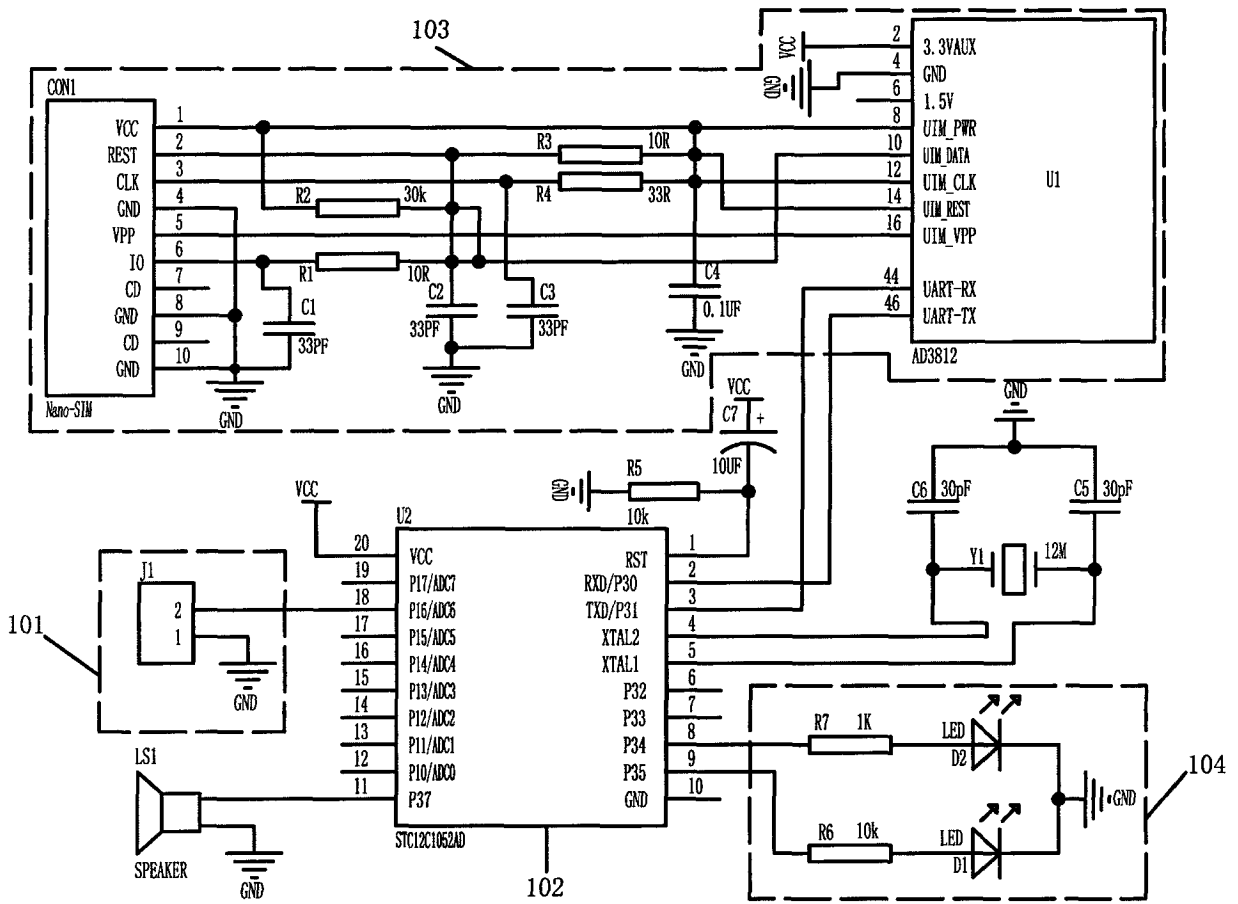 103
CON1
1 VCC
2 REST
3 CLK
4 GND
5 VPP
6 IO
7 CD
8 GND
9 CD
10 GND
Nano-SIM
R3 10R
R4 33R
R2 30k
R1 10R
C1 33PF
C2 33PF
C3 33PF
C4 0.1UF
GND
GND
GND
VCC
GND
2 3.3VAUX
4 GND
6 1.5V
8 UIM_PWR
10 UIM_DATA
12 UIM_CLK
14 UIM_REST
16 UIM_VPP
44 UART-RX
46 UART-TX
U1
AD3812
VCC
C7 +
10UF
GND
R5
10k
GND
C6 30pF
C5 30pF
Y1 12M
VCC
U2
20 VCC
19 P17/ADC7
18 P16/ADC6
17 P15/ADC5
16 P14/ADC4
15 P13/ADC3
14 P12/ADC2
13 P11/ADC1
12 P10/ADC0
11 P37
RST 1
RXD/P30 2
TXD/P31 3
XTAL2 4
XTAL1 5
P32 6
P33 7
P34 8
P35 9
GND 10
STC12C1052AD
102
101
J1
2
1
GND
LS1
SPEAKER
GND
R7 1K
LED
D2
R6 10k
LED
D1
GND
104